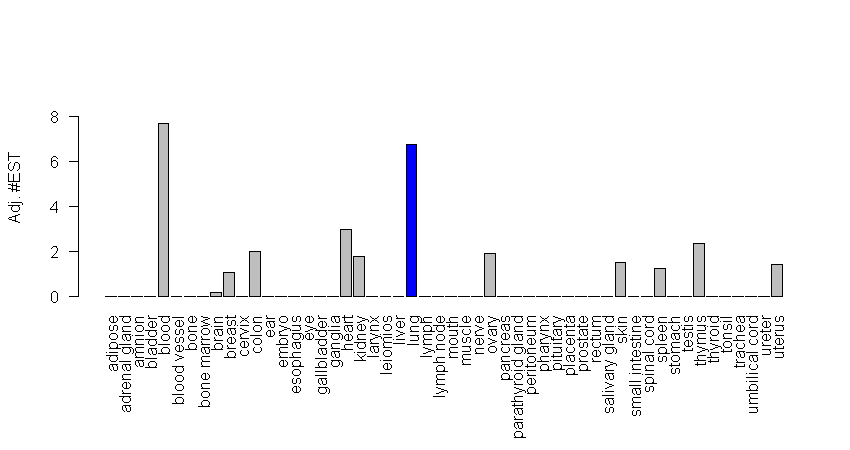 8
6
4
2
0
Adj. #EST
adipose
adrenal gland
amnion
bladder
blood
blood vessel
bone
bone marrow
brain
breast
cervix
colon
ear
embryo
esophagus
eye
gallbladder
ganglia
heart
kidney
larynx
leiomios
liver
lung
lymph
lymph node
mouth
muscle
nerve
ovary
pancreas
parathyroid gland
peritoneum
pharynx
pituitary
placenta
prostate
rectum
salivary gland
skin
small intestine
spinal cord
spleen
stomach
testis
thymus
thyroid
tonsil
trachea
umbilical cord
ureter
uterus